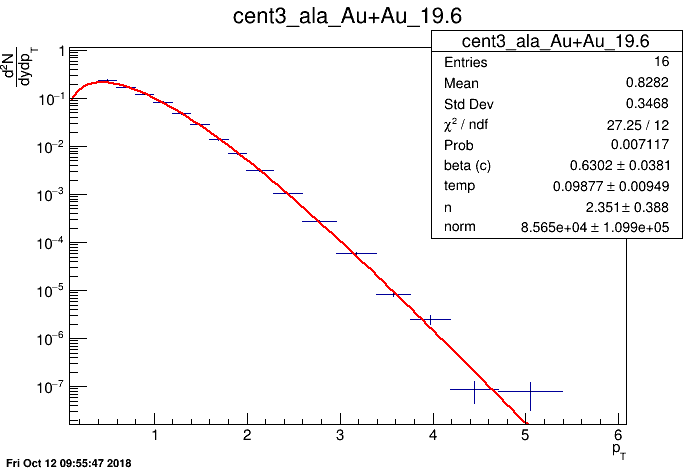 cent3_ala_Au+Au_19.6
cent3_ala_Au+Au_19.6
Entries 16
Mean 0.8282
Std Dev 0.3468
χ² / ndf 27.25 / 12
Prob 0.007117
beta (c) 0.6302 ± 0.0381
temp 0.09877 ± 0.00949
n 2.351 ± 0.388
norm 8.565e+04 ± 1.099e+05
d²N
dydp_T
1
10⁻¹
10⁻²
10⁻³
10⁻⁴
10⁻⁵
10⁻⁶
10⁻⁷
1 2 3 4 5 6
p_T
Fri Oct 12 09:55:47 2018